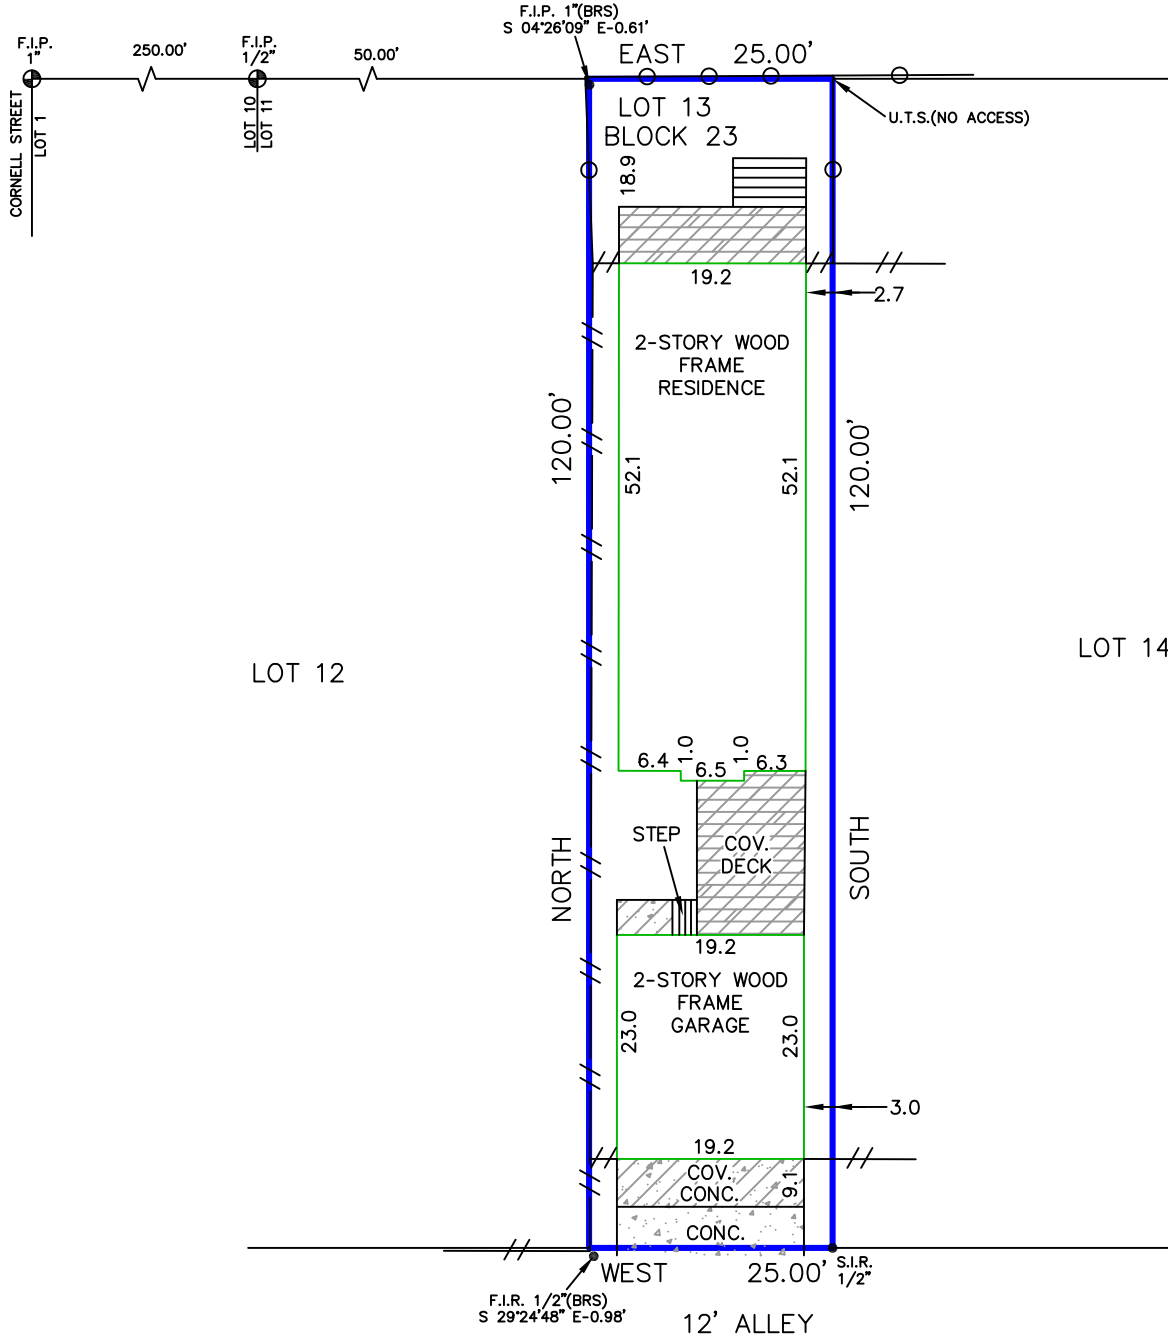 F.I.P. 1"(BRS)
S 04°26'09" E-0.61'
F.I.P.
1"
250.00'
F.I.P.
1/2"
50.00'
EAST 25.00'
CORNELL STREET
LOT 1
LOT 10
LOT 11
LOT 13
BLOCK 23
U.T.S.(NO ACCESS)
18.9
19.2
2.7
2-STORY WOOD
FRAME
RESIDENCE
120.00'
52.1
52.1
120.00'
LOT 12
LOT 14
6.4
1.0
6.5
1.0
6.3
NORTH
STEP
COV.
DECK
SOUTH
19.2
2-STORY WOOD
FRAME
GARAGE
23.0
23.0
3.0
19.2
COV.
CONC.
9.1
CONC.
WEST 25.00'
S.I.R.
1/2"
F.I.R. 1/2"(BRS)
S 29°24'48" E-0.98'
12' ALLEY